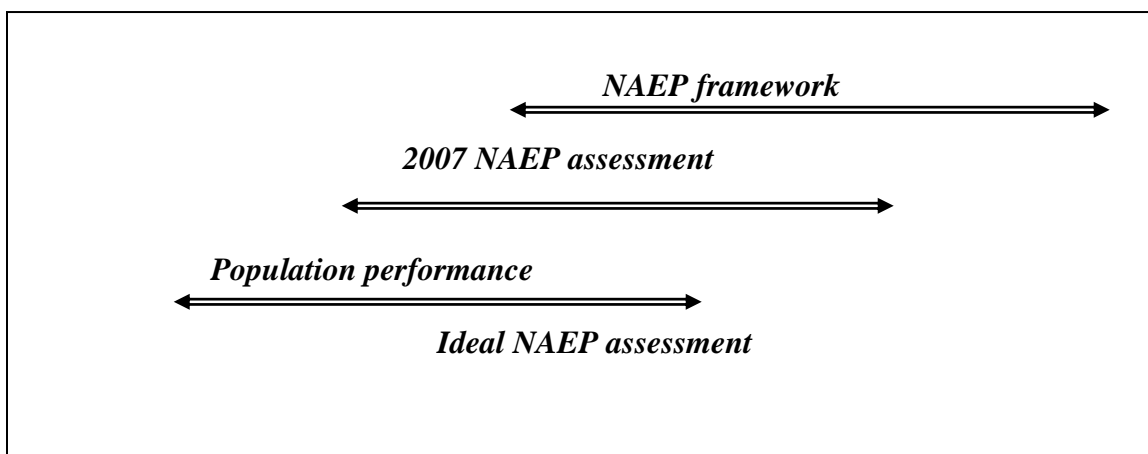 NAEP framework
2007 NAEP assessment
Population performance
Ideal NAEP assessment